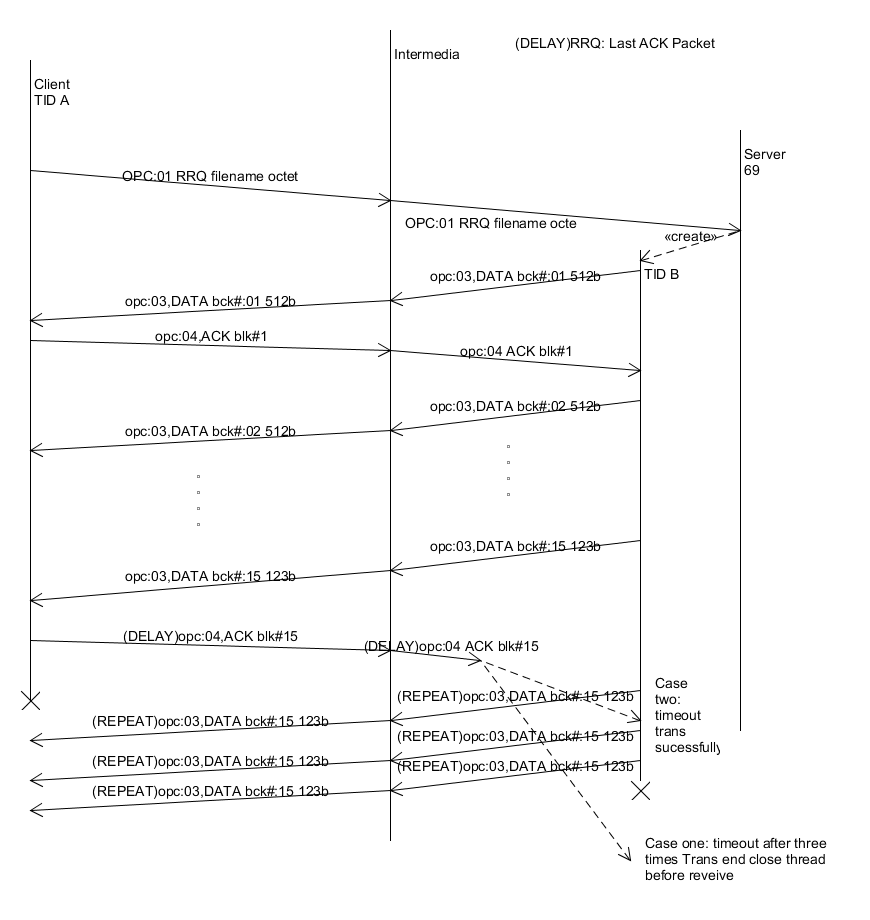 (DELAY)RRQ: Last ACK Packet
Intermedia
Client
TID A
Server
69
OPC:01 RRQ filename octet
OPC:01 RRQ filename octe
«create»
TID B
opc:03,DATA bck#:01 512b
opc:03,DATA bck#:01 512b
opc:04,ACK blk#1
opc:04 ACK blk#1
opc:03,DATA bck#:02 512b
opc:03,DATA bck#:02 512b
opc:03,DATA bck#:15 123b
opc:03,DATA bck#:15 123b
(DELAY)opc:04,ACK blk#15
(DELAY)opc:04 ACK blk#15
(REPEAT)opc:03,DATA bck#:15 123b
(REPEAT)opc:03,DATA bck#:15 123b
(REPEAT)opc:03,DATA bck#:15 123b
(REPEAT)opc:03,DATA bck#:15 123b
(REPEAT)opc:03,DATA bck#:15 123b
(REPEAT)opc:03,DATA bck#:15 123b
Case
two:
timeout
trans
sucessfully
Case one: timeout after three
times Trans end close thread
before reveive